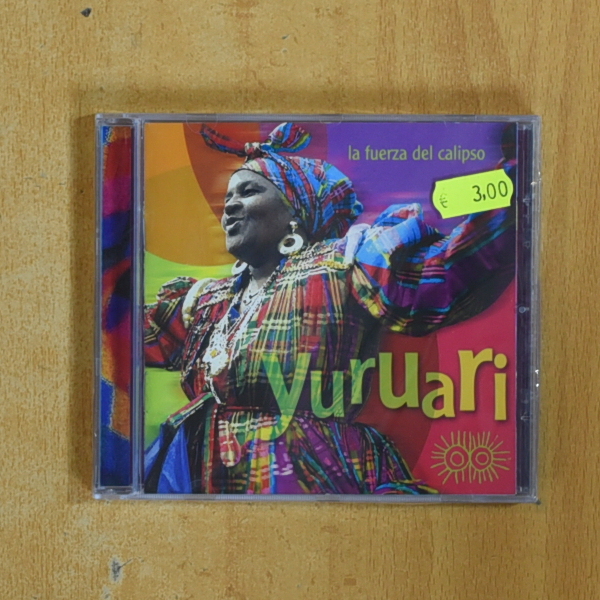 la fuerza del calipso
€ 3,00
yuruari